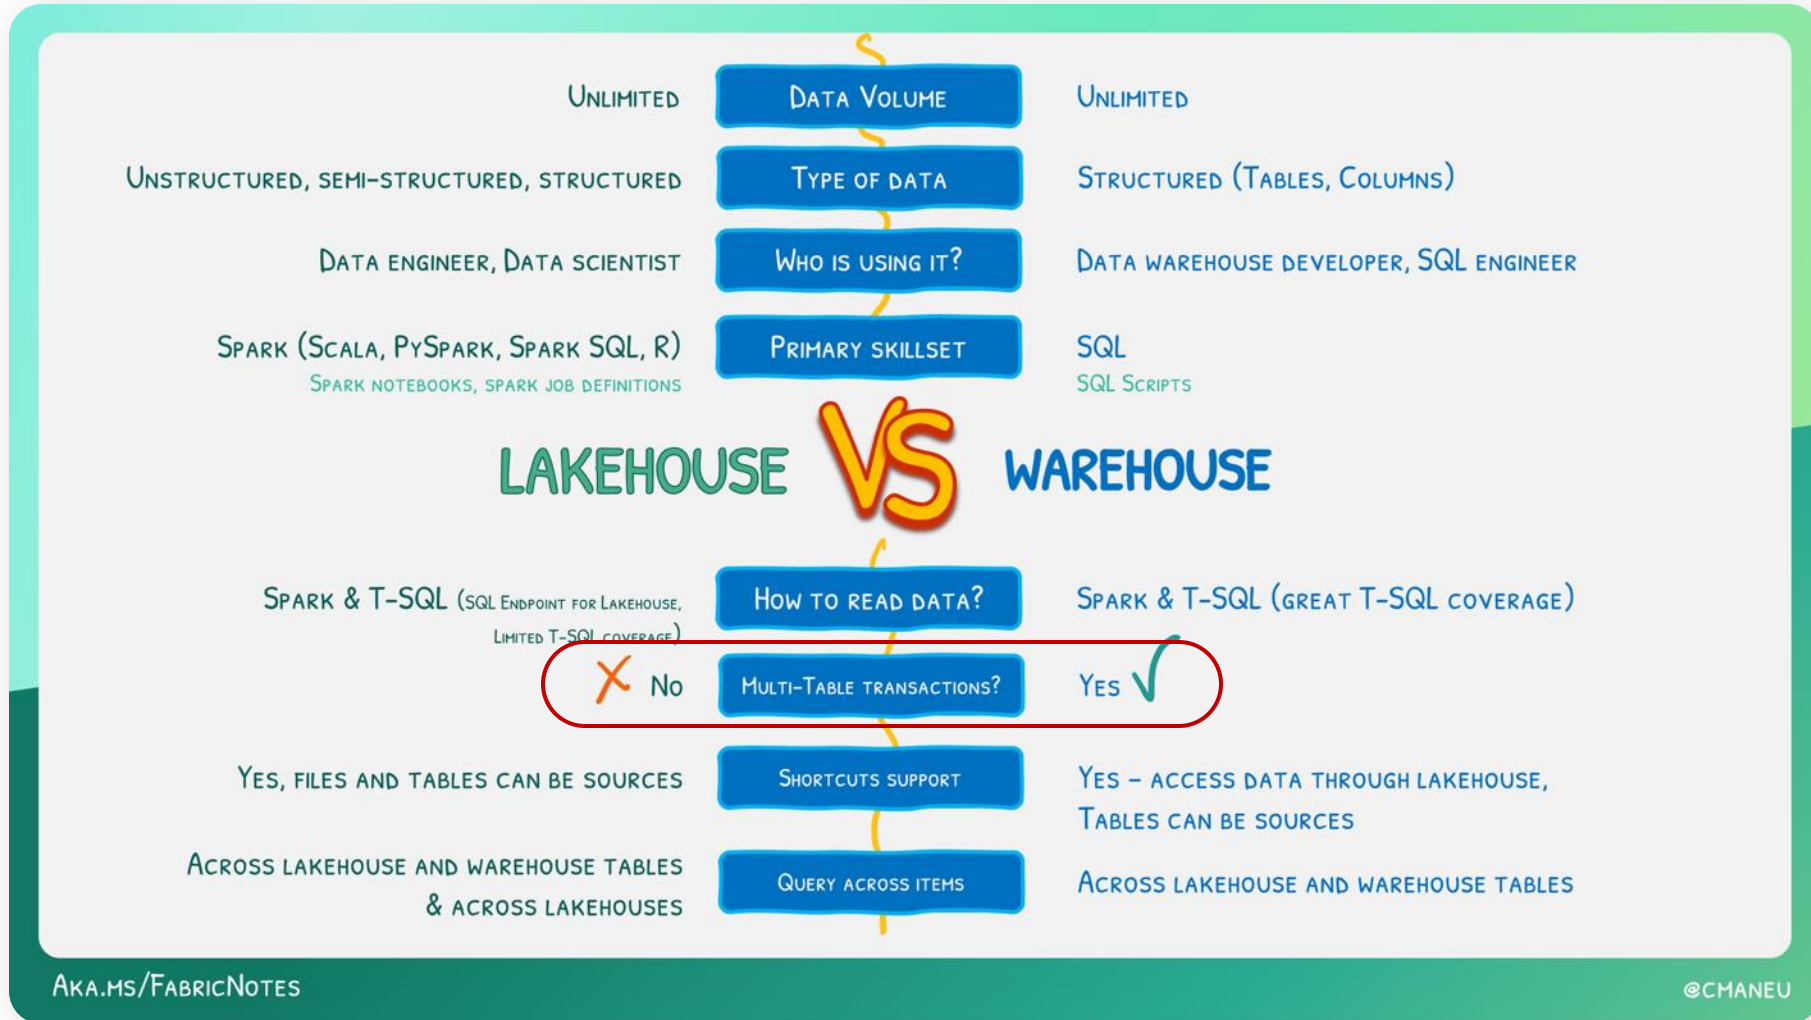 Unlimited
Data Volume
Unlimited
Unstructured, semi-structured, structured
Type of data
Structured (Tables, Columns)
Data engineer, Data scientist
Who is using it?
Data warehouse developer, SQL engineer
Spark (Scala, PySpark, Spark SQL, R)
Spark notebooks, spark job definitions
Primary skillset
SQL
SQL Scripts
LAKEHOUSE
VS
WAREHOUSE
Spark & T-SQL (SQL Endpoint for Lakehouse,
Limited T-SQL coverage)
How to read data?
Spark & T-SQL (great T-SQL coverage)
No
Multi-Table transactions?
Yes
Yes, files and tables can be sources
Shortcuts support
Yes – access data through lakehouse,
Tables can be sources
Across lakehouse and warehouse tables
& across lakehouses
Query across items
Across lakehouse and warehouse tables
Aka.ms/FabricNotes
@cmaneu